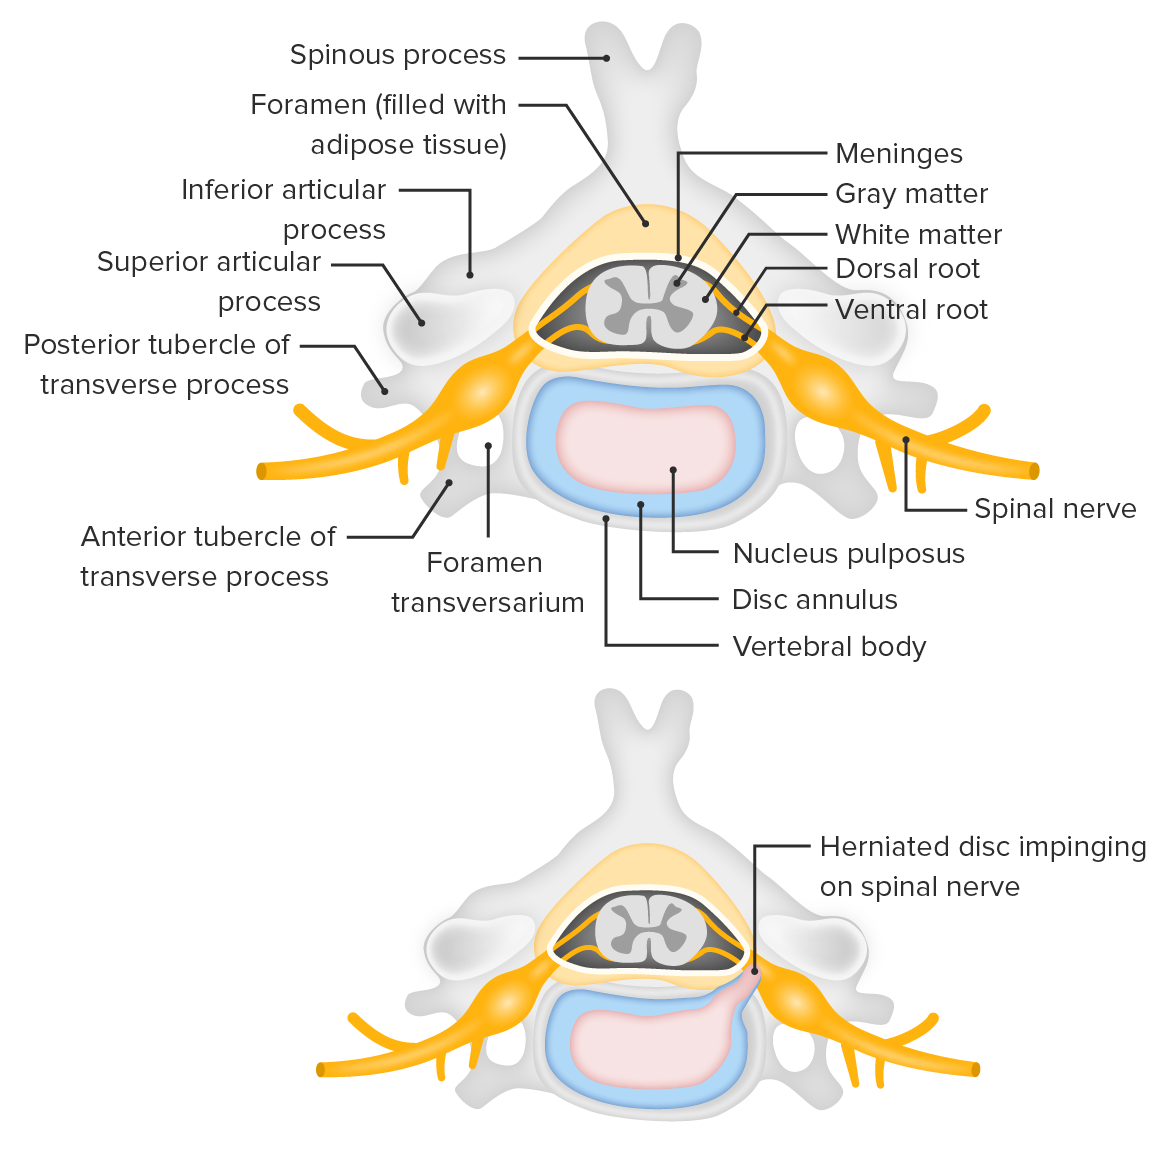 Spinous process
Foramen (filled with
adipose tissue)
Inferior articular
process
Superior articular
process
Posterior tubercle of
transverse process
Anterior tubercle of
transverse process
Foramen
transversarium
Meninges
Gray matter
White matter
Dorsal root
Ventral root
Spinal nerve
Nucleus pulposus
Disc annulus
Vertebral body
Herniated disc impinging
on spinal nerve